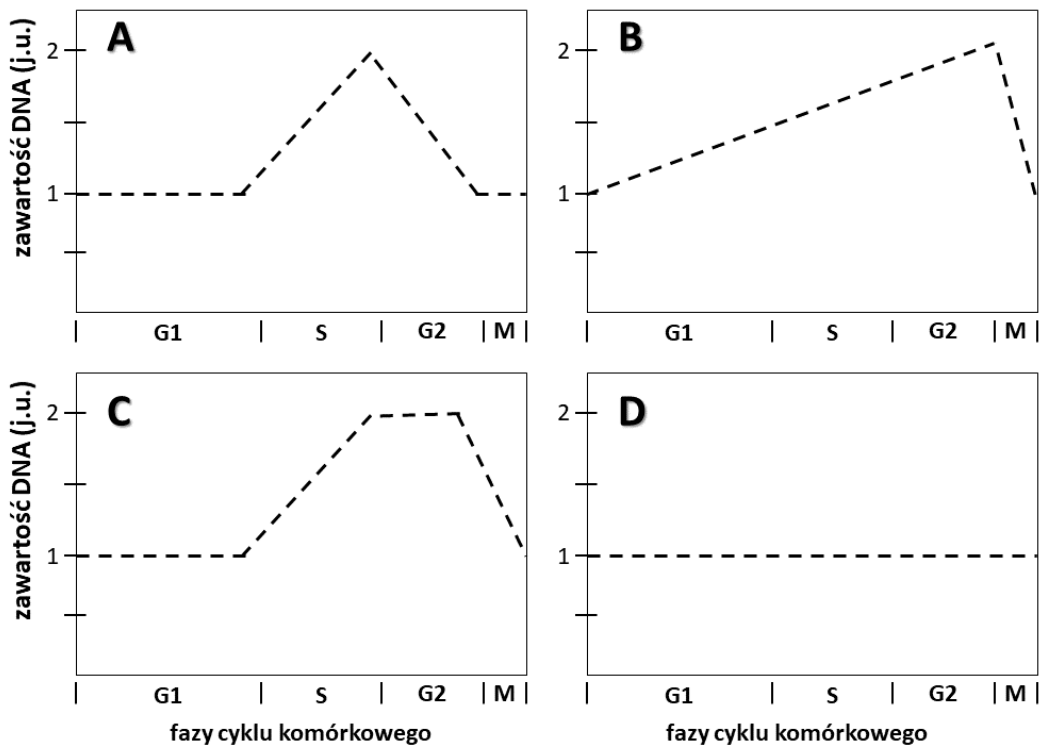 A
zawartość DNA (j.u.)
2
1
G1 S G2 M
B
2
1
G1 S G2 M
C
zawartość DNA (j.u.)
2
1
G1 S G2 M
fazy cyklu komórkowego
D
2
1
G1 S G2 M
fazy cyklu komórkowego